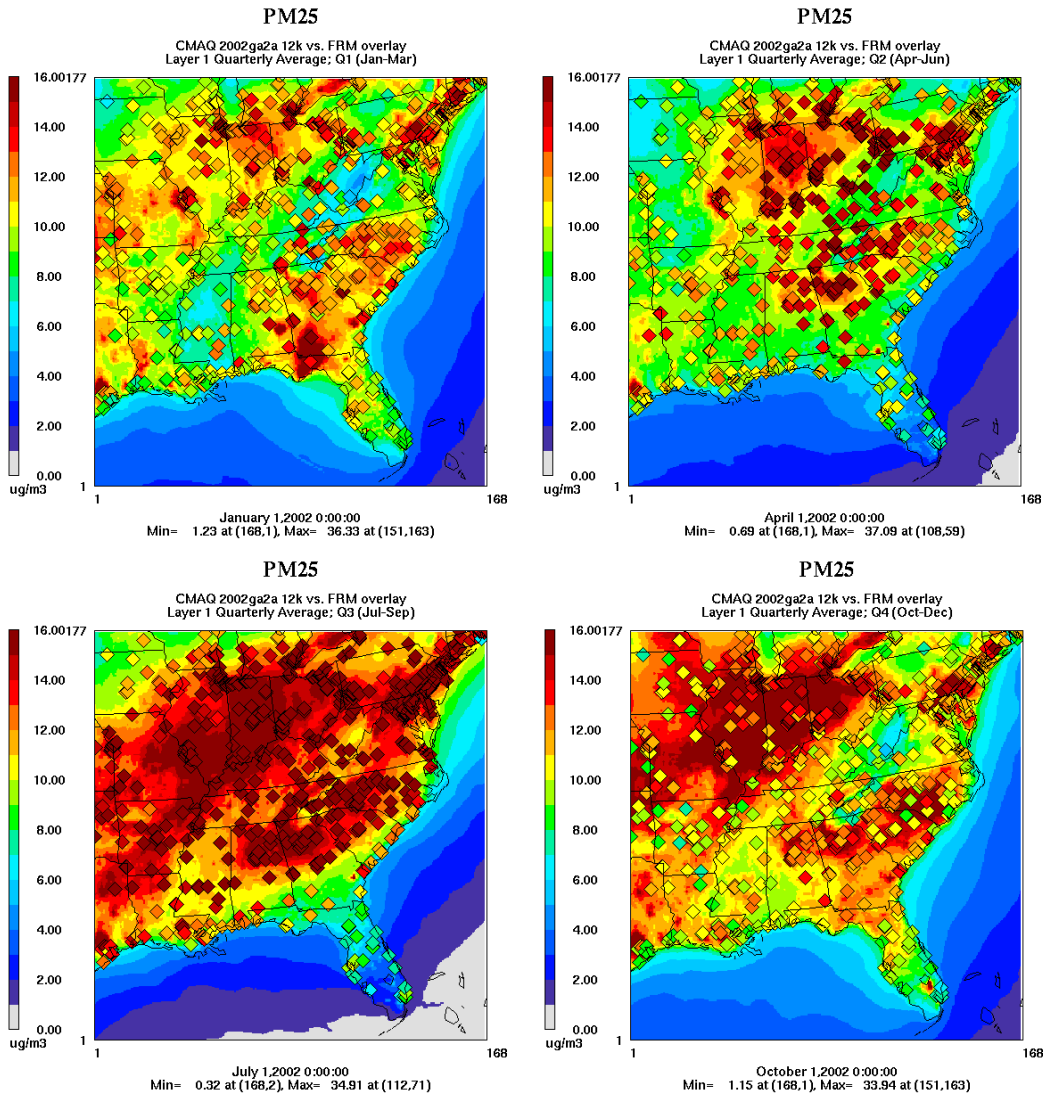 PM25
CMAQ 2002ga2a 12k vs. FRM overlay
Layer 1 Quarterly Average; Q1 (Jan-Mar)
16.00
14.00
12.00
10.00
8.00
6.00
4.00
2.00
0.00
ug/m3
177
1
1
168
January 1,2002 0:00:00
Min= 1.23 at (168,1), Max= 36.33 at (151,163)
PM25
CMAQ 2002ga2a 12k vs. FRM overlay
Layer 1 Quarterly Average; Q2 (Apr-Jun)
16.00
14.00
12.00
10.00
8.00
6.00
4.00
2.00
0.00
ug/m3
177
1
1
168
April 1,2002 0:00:00
Min= 0.69 at (168,1), Max= 37.09 at (108,59)
PM25
CMAQ 2002ga2a 12k vs. FRM overlay
Layer 1 Quarterly Average; Q3 (Jul-Sep)
16.00
14.00
12.00
10.00
8.00
6.00
4.00
2.00
0.00
ug/m3
177
1
1
168
July 1,2002 0:00:00
Min= 0.32 at (168,2), Max= 34.91 at (112,71)
PM25
CMAQ 2002ga2a 12k vs. FRM overlay
Layer 1 Quarterly Average; Q4 (Oct-Dec)
16.00
14.00
12.00
10.00
8.00
6.00
4.00
2.00
0.00
ug/m3
177
1
1
168
October 1,2002 0:00:00
Min= 1.15 at (168,1), Max= 33.94 at (151,163)